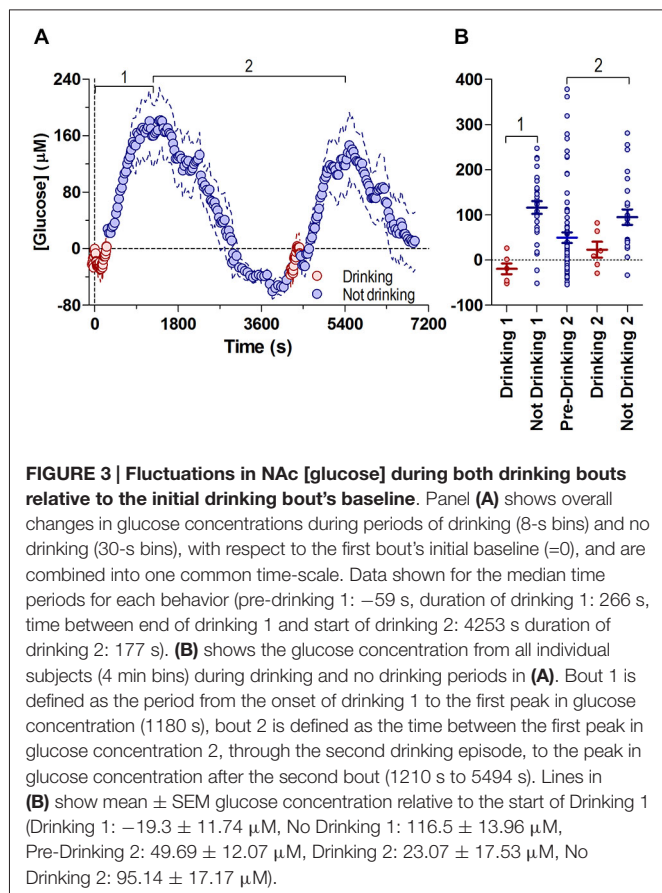 A
B
1
2
240
160
80
0
-80
[Glucose] (μM)
Drinking
Not drinking
0 1800 3600 5400 7200
Time (s)
400
300
200
100
0
-100
1
2
Drinking 1
Not Drinking 1
Pre-Drinking 2
Drinking 2
Not Drinking 2
FIGURE 3 | Fluctuations in NAc [glucose] during both drinking bouts
relative to the initial drinking bout's baseline. Panel (A) shows overall
changes in glucose concentrations during periods of drinking (8-s bins) and no
drinking (30-s bins), with respect to the first bout's initial baseline (=0), and are
combined into one common time-scale. Data shown for the median time
periods for each behavior (pre-drinking 1: −59 s, duration of drinking 1: 266 s,
time between end of drinking 1 and start of drinking 2: 4253 s duration of
drinking 2: 177 s). (B) shows the glucose concentration from all individual
subjects (4 min bins) during drinking and no drinking periods in (A). Bout 1 is
defined as the period from the onset of drinking 1 to the first peak in glucose
concentration (1180 s), bout 2 is defined as the time between the first peak in
glucose concentration 2, through the second drinking episode, to the peak in
glucose concentration after the second bout (1210 s to 5494 s). Lines in
(B) show mean ± SEM glucose concentration relative to the start of Drinking 1
(Drinking 1: −19.3 ± 11.74 μM, No Drinking 1: 116.5 ± 13.96 μM,
Pre-Drinking 2: 49.69 ± 12.07 μM, Drinking 2: 23.07 ± 17.53 μM, No
Drinking 2: 95.14 ± 17.17 μM).